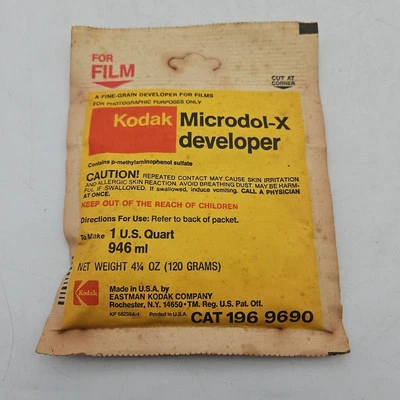 FOR
FILM
CUT AT
CORNER
A FINE-GRAIN DEVELOPER FOR FILMS
FOR PHOTOGRAPHIC PURPOSES ONLY
Kodak Microdol-X
developer
Contains p-methylaminophenol sulfate
CAUTION! REPEATED CONTACT MAY CAUSE SKIN IRRITATION
AND ALLERGIC SKIN REACTION. AVOID BREATHING DUST. MAY BE HARM-
FUL IF SWALLOWED. If swallowed, induce vomiting. CALL A PHYSICIAN
AT ONCE.
KEEP OUT OF THE REACH OF CHILDREN
Directions For Use: Refer to back of packet.
To Make 1 U.S. Quart
946 ml
NET WEIGHT 4¼ OZ (120 GRAMS)
Kodak
Made in U.S.A. by
EASTMAN KODAK COMPANY
Rochester, N.Y. 14650 • TM. Reg. U.S. Pat. Off.
Printed in U.S.A.
CAT 196 9690